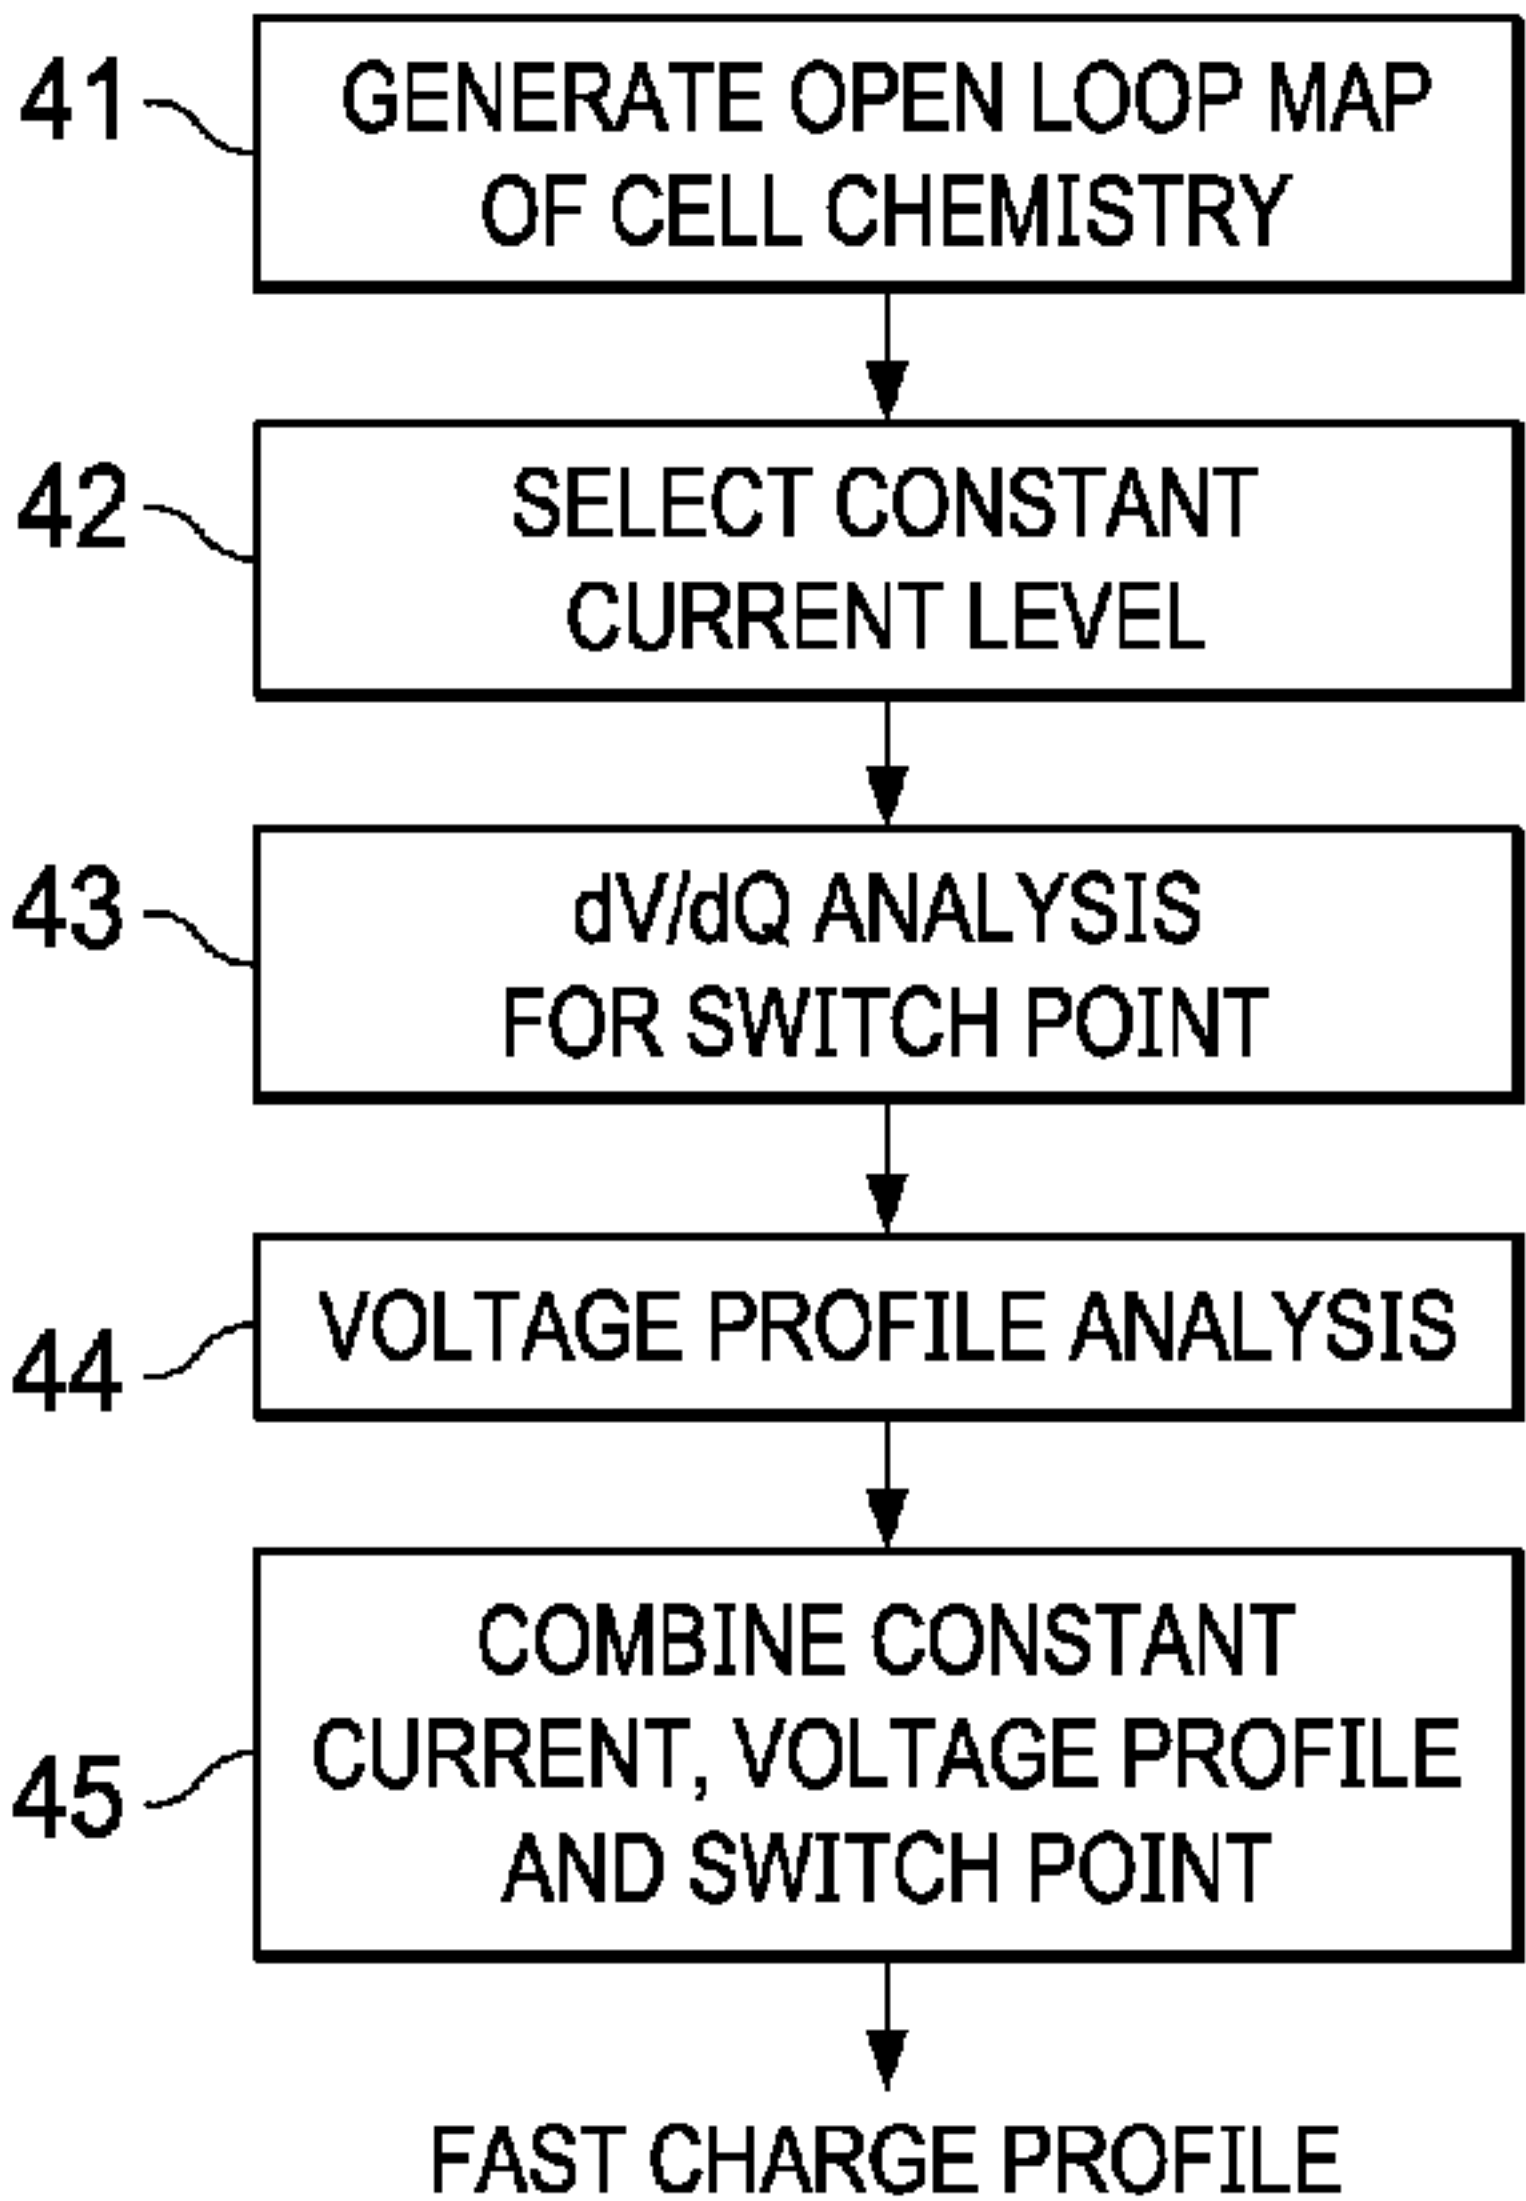 41
GENERATE OPEN LOOP MAP
OF CELL CHEMISTRY
42
SELECT CONSTANT
CURRENT LEVEL
43
dV/dQ ANALYSIS
FOR SWITCH POINT
44
VOLTAGE PROFILE ANALYSIS
45
COMBINE CONSTANT
CURRENT, VOLTAGE PROFILE
AND SWITCH POINT
FAST CHARGE PROFILE